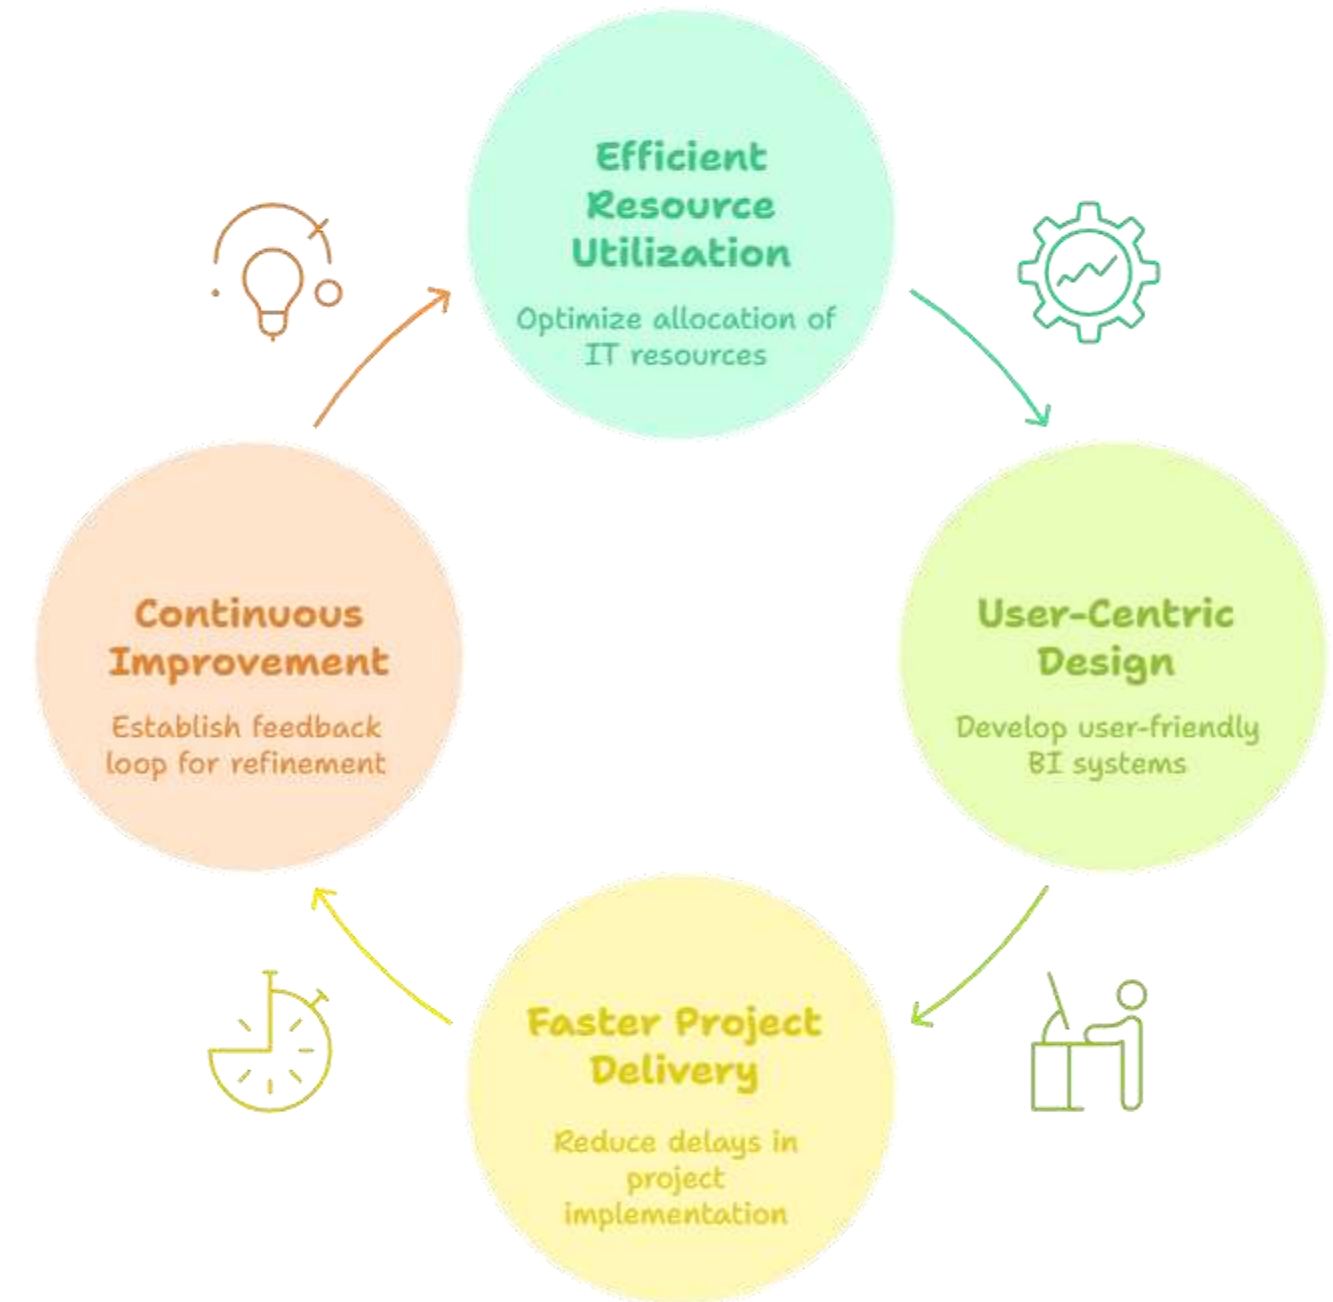 Efficient
Resource
Utilization
Optimize allocation of
IT resources
User-Centric
Design
Develop user-friendly
BI systems
Faster Project
Delivery
Reduce delays in
project
implementation
Continuous
Improvement
Establish feedback
loop for refinement